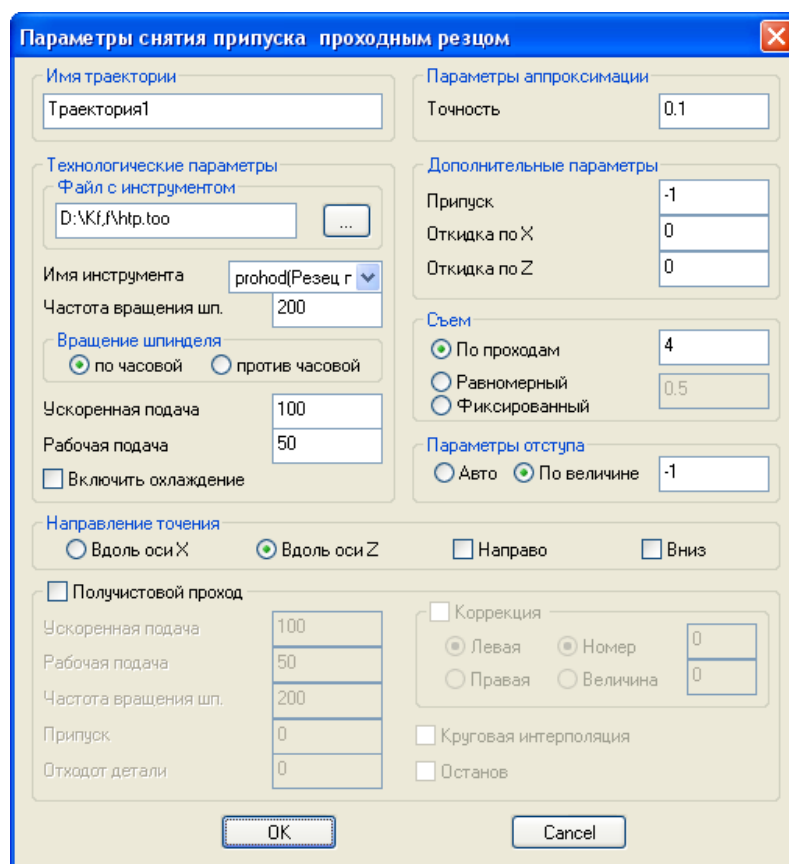 Параметры снятия припуска проходным резцом
Имя траектории
Траектория1
Параметры аппроксимации
Точность 0.1
Технологические параметры
Файл с инструментом
D:\Kf,f\htp.too ...
Имя инструмента prohod(Резец г
Частота вращения шп. 200
Вращение шпинделя
по часовой против часовой
Ускоренная подача 100
Рабочая подача 50
Включить охлаждение
Дополнительные параметры
Припуск -1
Откидка по X 0
Откидка по Z 0
Съем
По проходам 4
Равномерный 0.5
Фиксированный
Параметры отступа
Авто По величине -1
Направление точения
Вдоль оси X Вдоль оси Z Направо Вниз
Получистовой проход
Ускоренная подача 100
Рабочая подача 50
Частота вращения шп. 200
Припуск 0
Отходот детали 0
Коррекция
Левая Номер 0
Правая Величина 0
Круговая интерполяция
Останов
OK Cancel